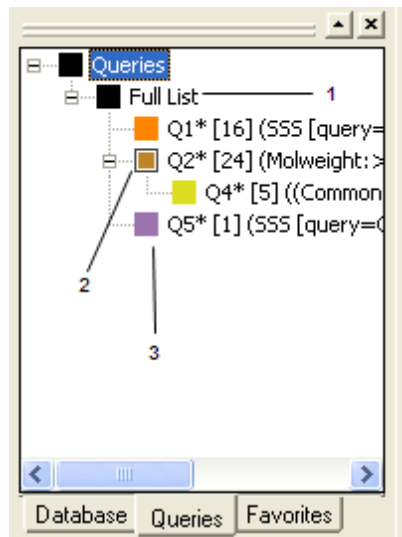 Queries
Full List 1
Q1* [16] (SSS [query=
Q2* [24] (Molweight: >
Q4* [5] ((Common
Q5* [1] (SSS [query=
2
3
Database Queries Favorites